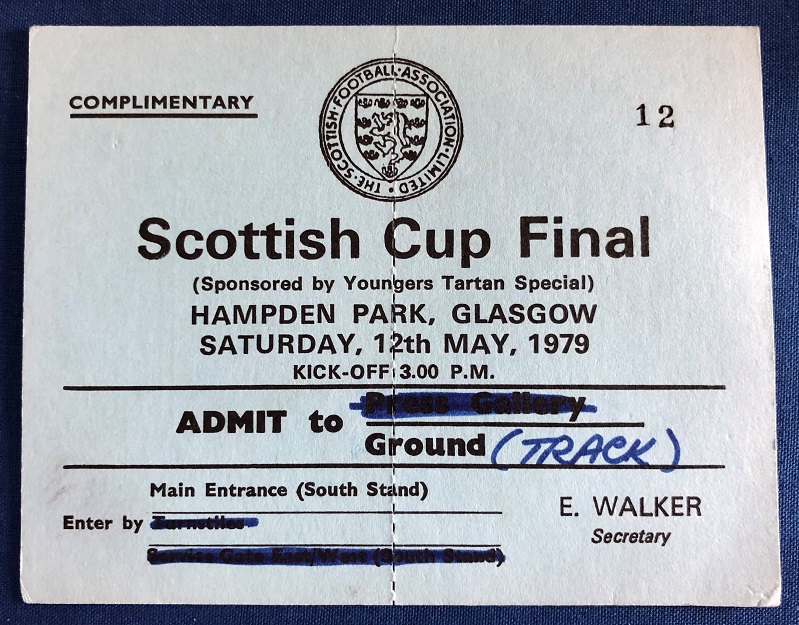 COMPLIMENTARY
THE · SCOTTISH · FOOTBALL · ASSOCIATION · LIMITED ·
12
Scottish Cup Final
(Sponsored by Youngers Tartan Special)
HAMPDEN PARK, GLASGOW
SATURDAY, 12th MAY, 1979
KICK-OFF 3.00 P.M.
ADMIT to Press Gallery
Ground (TRACK)
Main Entrance (South Stand)
Enter by Turnstiles
Service Gate East/West (South Stand)
E. WALKER
Secretary